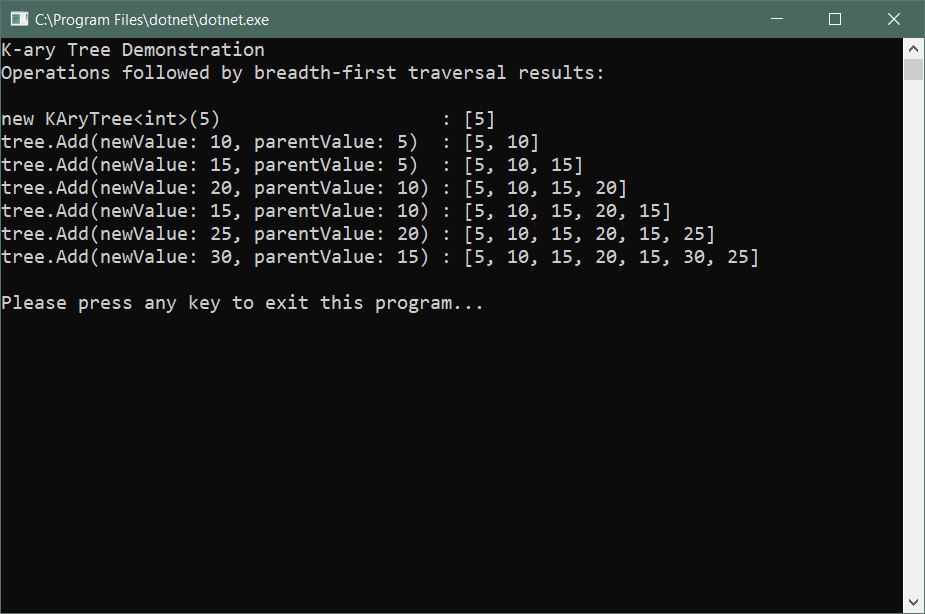 C:\Program Files\dotnet\dotnet.exe
K-ary Tree Demonstration
Operations followed by breadth-first traversal results:
new KAryTree<int>(5)                    : [5]
tree.Add(newValue: 10, parentValue: 5)  : [5, 10]
tree.Add(newValue: 15, parentValue: 5)  : [5, 10, 15]
tree.Add(newValue: 20, parentValue: 10) : [5, 10, 15, 20]
tree.Add(newValue: 15, parentValue: 10) : [5, 10, 15, 20, 15]
tree.Add(newValue: 25, parentValue: 20) : [5, 10, 15, 20, 15, 25]
tree.Add(newValue: 30, parentValue: 15) : [5, 10, 15, 20, 15, 30, 25]
Please press any key to exit this program...